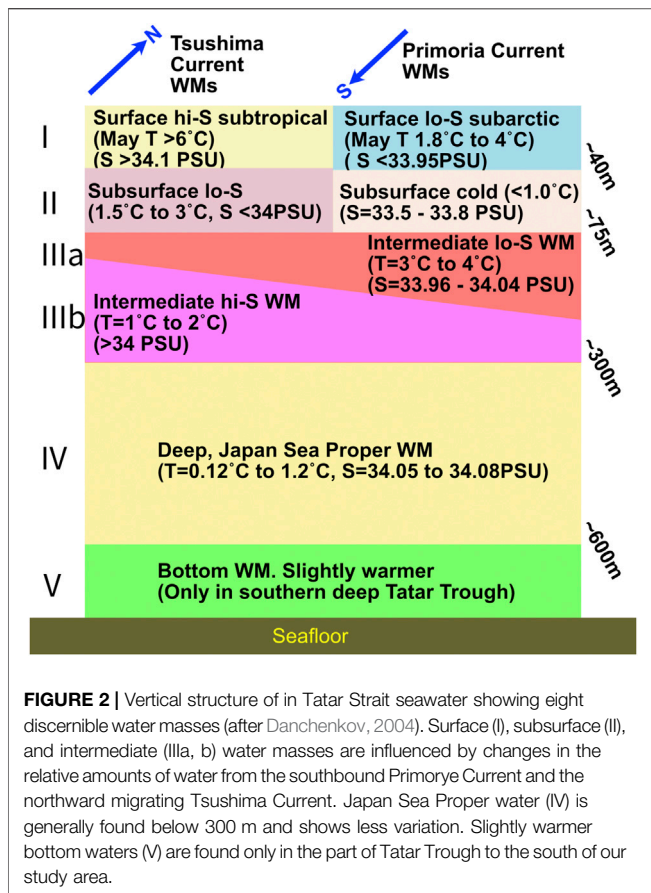 N
Tsushima
Current
WMs
S
Primoria Current
WMs
I
Surface hi-S subtropical
(May T >6˚C)
(S >34.1 PSU)
Surface lo-S subarctic
(May T 1.8˚C to 4˚C)
( S <33.95PSU)
~40m
II
Subsurface lo-S
(1.5˚C to 3˚C, S <34PSU)
Subsurface cold (<1.0˚C)
(S=33.5 - 33.8 PSU)
~75m
IIIa
Intermediate lo-S WM
(T=3˚C to 4˚C)
(S=33.96 - 34.04 PSU)
IIIb
Intermediate hi-S WM
(T=1˚C to 2˚C)
(>34 PSU)
~300m
IV
Deep, Japan Sea Proper WM
(T=0.12˚C to 1.2˚C, S=34.05 to 34.08PSU)
~600m
V
Bottom WM. Slightly warmer
(Only in southern deep Tatar Trough)
Seafloor
FIGURE 2 | Vertical structure of in Tatar Strait seawater showing eight
discernible water masses (after Danchenkov, 2004). Surface (I), subsurface (II),
and intermediate (IIIa, b) water masses are influenced by changes in the
relative amounts of water from the southbound Primorye Current and the
northward migrating Tsushima Current. Japan Sea Proper water (IV) is
generally found below 300 m and shows less variation. Slightly warmer
bottom waters (V) are found only in the part of Tatar Trough to the south of our
study area.